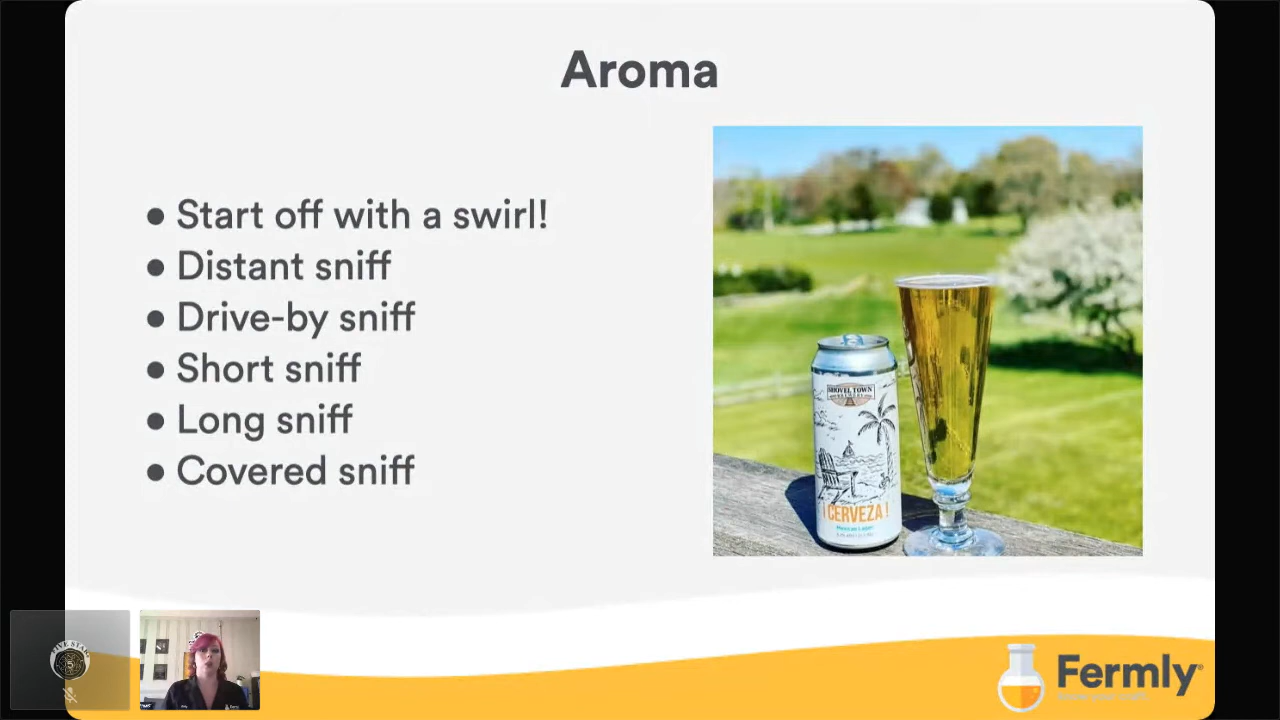 Aroma
● Start off with a swirl!
● Distant sniff
● Drive-by sniff
● Short sniff
● Long sniff
● Covered sniff
SHOVEL TOWN
BREWERY
¡CERVEZA!
Mexican Lager
Fermly®